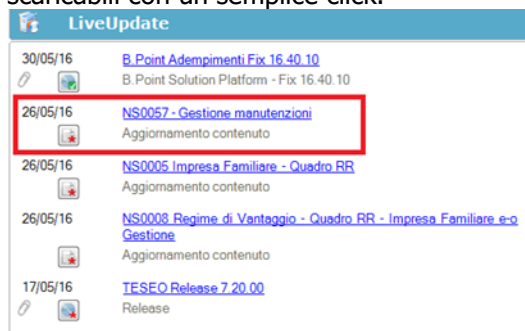 scaricabili con un semplice click.
LiveUpdate
30/05/16 B.Point Adempimenti Fix 16.40.10
B.Point Solution Platform - Fix 16.40.10
26/05/16 NS0057 - Gestione manutenzioni
Aggiornamento contenuto
26/05/16 NS0005 Impresa Familiare - Quadro RR
Aggiornamento contenuto
26/05/16 NS0008 Regime di Vantaggio - Quadro RR - Impresa Familiare e-o
Gestione
Aggiornamento contenuto
17/05/16 TESEO Release 7.20.00
Release